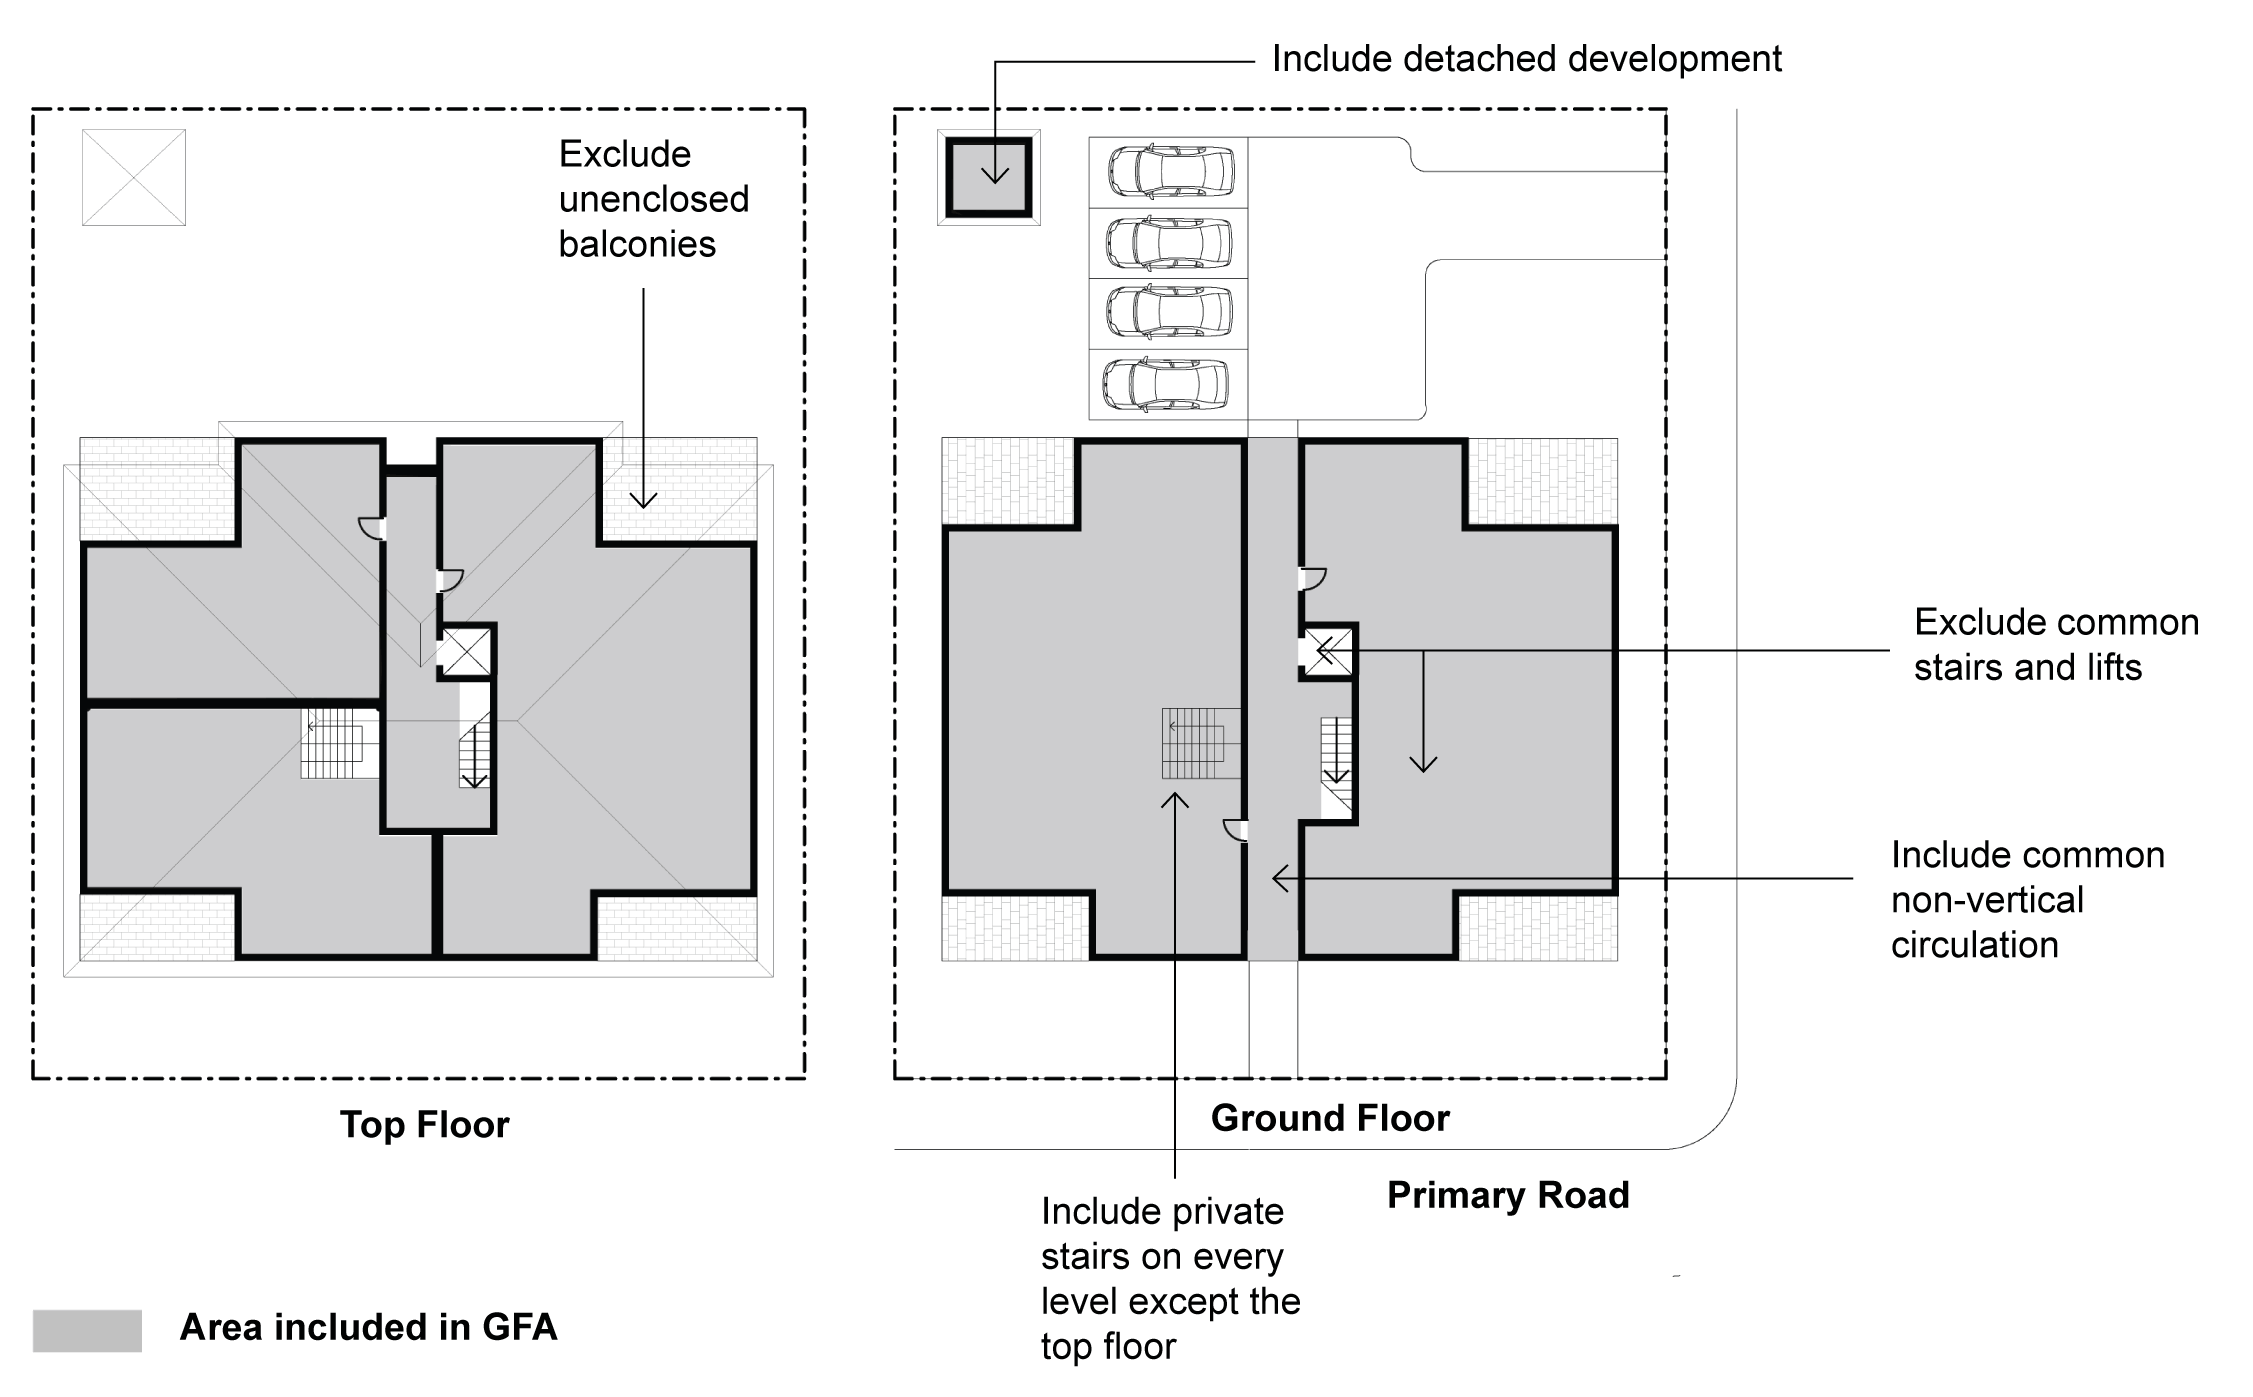 Include detached development
Exclude
unenclosed
balconies
Exclude common
stairs and lifts
Include common
non-vertical
circulation
Top Floor
Ground Floor
Primary Road
Include private
stairs on every
level except the
top floor
Area included in GFA